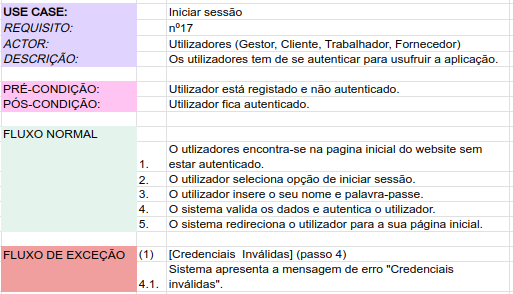 USE CASE: Iniciar sessão
REQUISITO: nº17
ACTOR: Utilizadores (Gestor, Cliente, Trabalhador, Fornecedor)
DESCRIÇÃO: Os utilizadores tem de se autenticar para usufruir a aplicação.
PRÉ-CONDIÇÃO: Utilizador está registado e não autenticado.
PÓS-CONDIÇÃO: Utilizador fica autenticado.
FLUXO NORMAL
O utlizadores encontra-se na pagina inicial do website sem
1. estar autenticado.
2. O utilizador seleciona opção de iniciar sessão.
3. O utilizador insere o seu nome e palavra-passe.
4. O sistema valida os dados e autentica o utilizador.
5. O sistema redireciona o utilizador para a sua página inicial.
FLUXO DE EXCEÇÃO (1) [Credenciais Inválidas] (passo 4)
Sistema apresenta a mensagem de erro "Credenciais
4.1. inválidas".